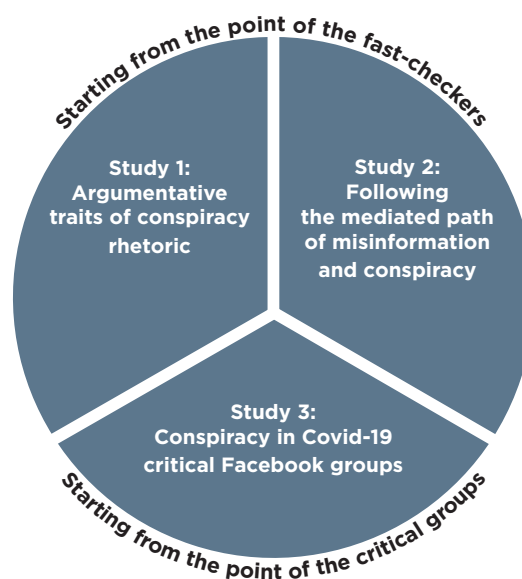 Starting from the point of the fast-checkers
Study 1:
Argumentative
traits of conspiracy
rhetoric
Study 2:
Following
the mediated path
of misinformation
and conspiracy
Study 3:
Conspiracy in Covid-19
critical Facebook groups
Starting from the point of the critical groups